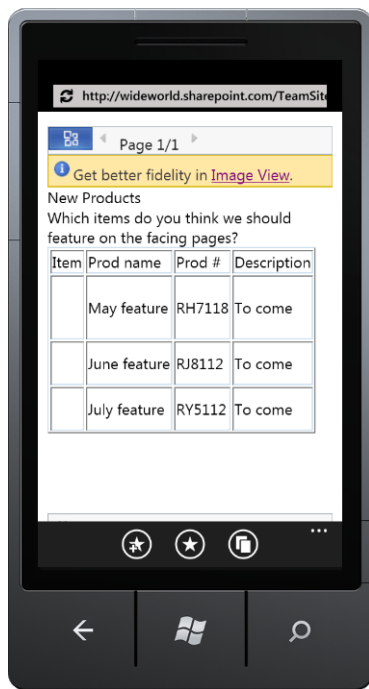 http://wideworld.sharepoint.com/TeamSite
Page 1/1
Get better fidelity in Image View.
New Products
Which items do you think we should
feature on the facing pages?
Item Prod name Prod # Description
May feature RH7118 To come
June feature RJ8112 To come
July feature RY5112 To come